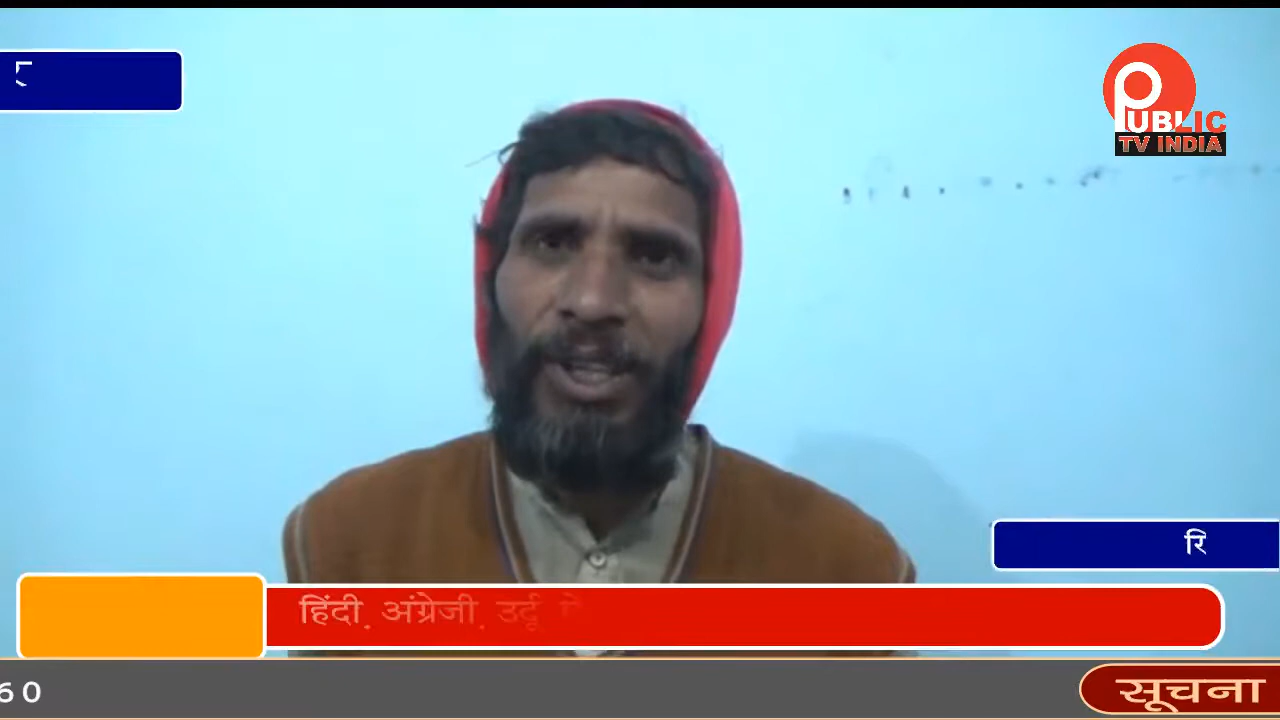 PUBLIC
TV INDIA
रि
हिंदी, अंग्रेजी, उर्दू
60
सूचना